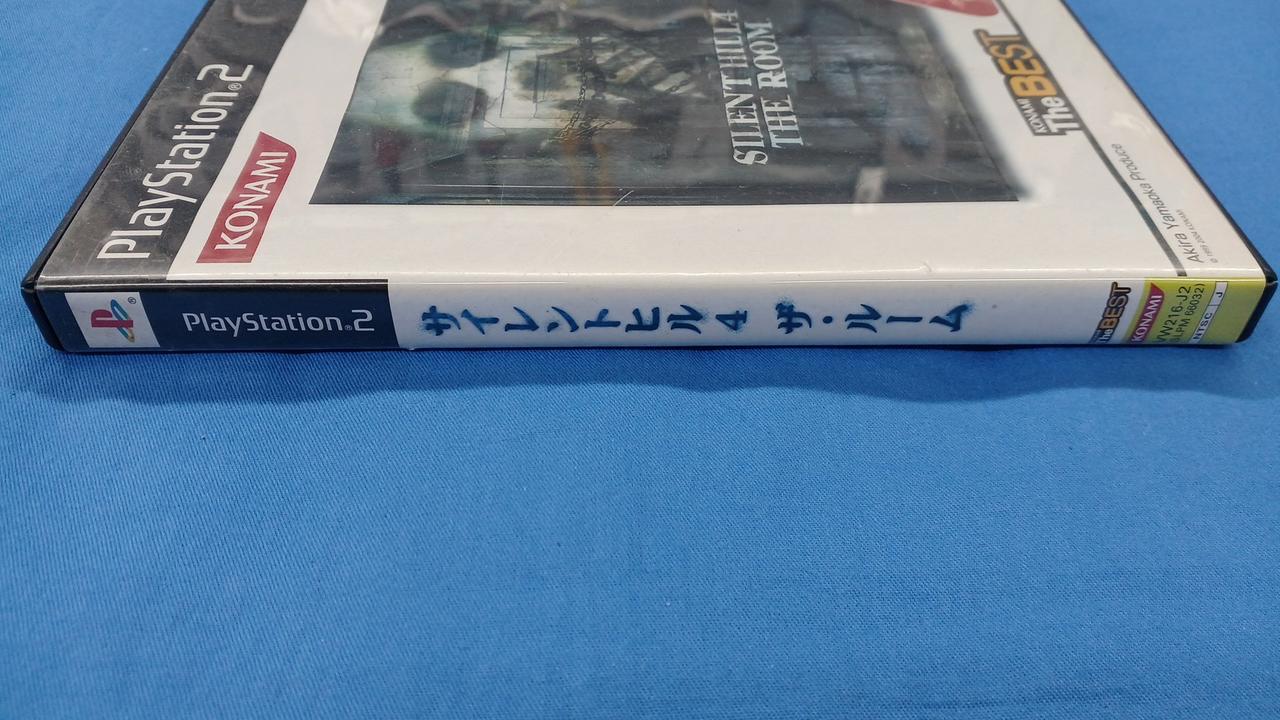 PlayStation®2
KONAMI
SILENT HILL 4
THE ROOM
KONAMI
The BEST
Akira Yamaoka Produce
PlayStation®2
サイレントヒル4 ザ・ルーム
The BEST
KONAMI
VW216-J2
NTSC J